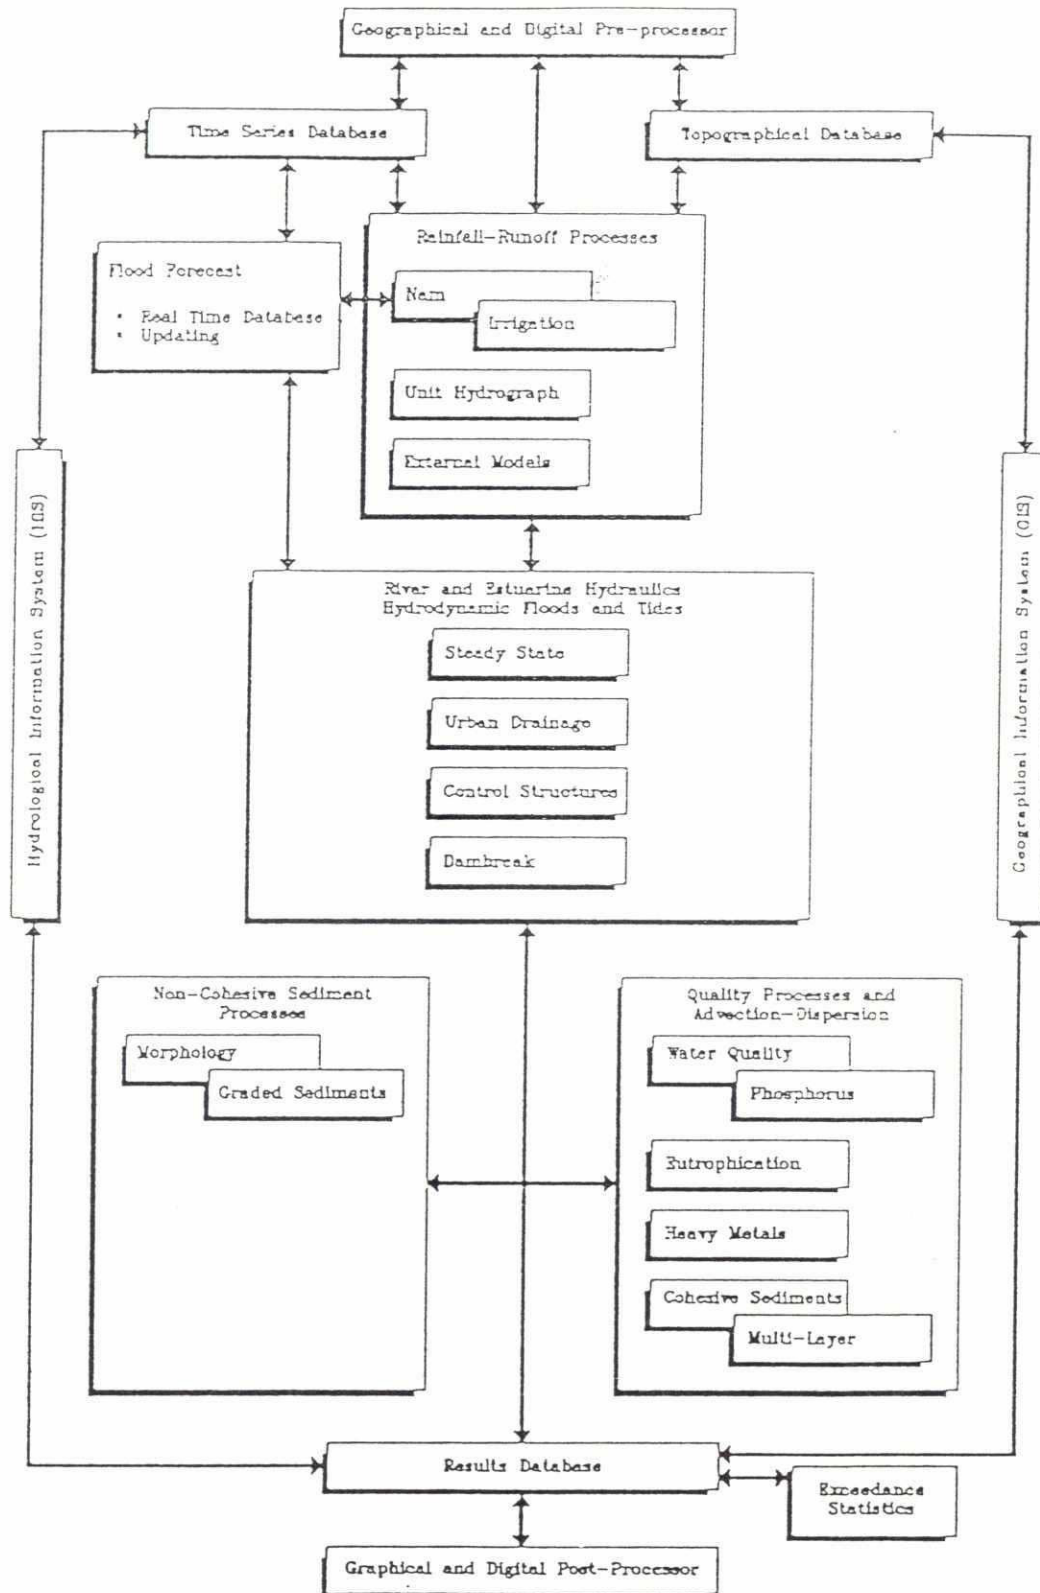 Geographical and Digital Pre-processor
Time Series Database
Topographical Database
Rainfall-Runoff Processes
Flood Forecast
• Real Time Database
• Updating
Nam
Irrigation
Unit Hydrograph
External Models
Hydrological Information System (HIS)
Geographical Information System (GIS)
River and Estuarine Hydraulics
Hydrodynamic Floods and Tides
Steady State
Urban Drainage
Control Structures
Dambreak
Non-Cohesive Sediment
Processes
Morphology
Graded Sediments
Quality Processes and
Advection-Dispersion
Water Quality
Phosphorus
Eutrophication
Heavy Metals
Cohesive Sediments
Multi-Layer
Results Database
Exceedance
Statistics
Graphical and Digital Post-Processor